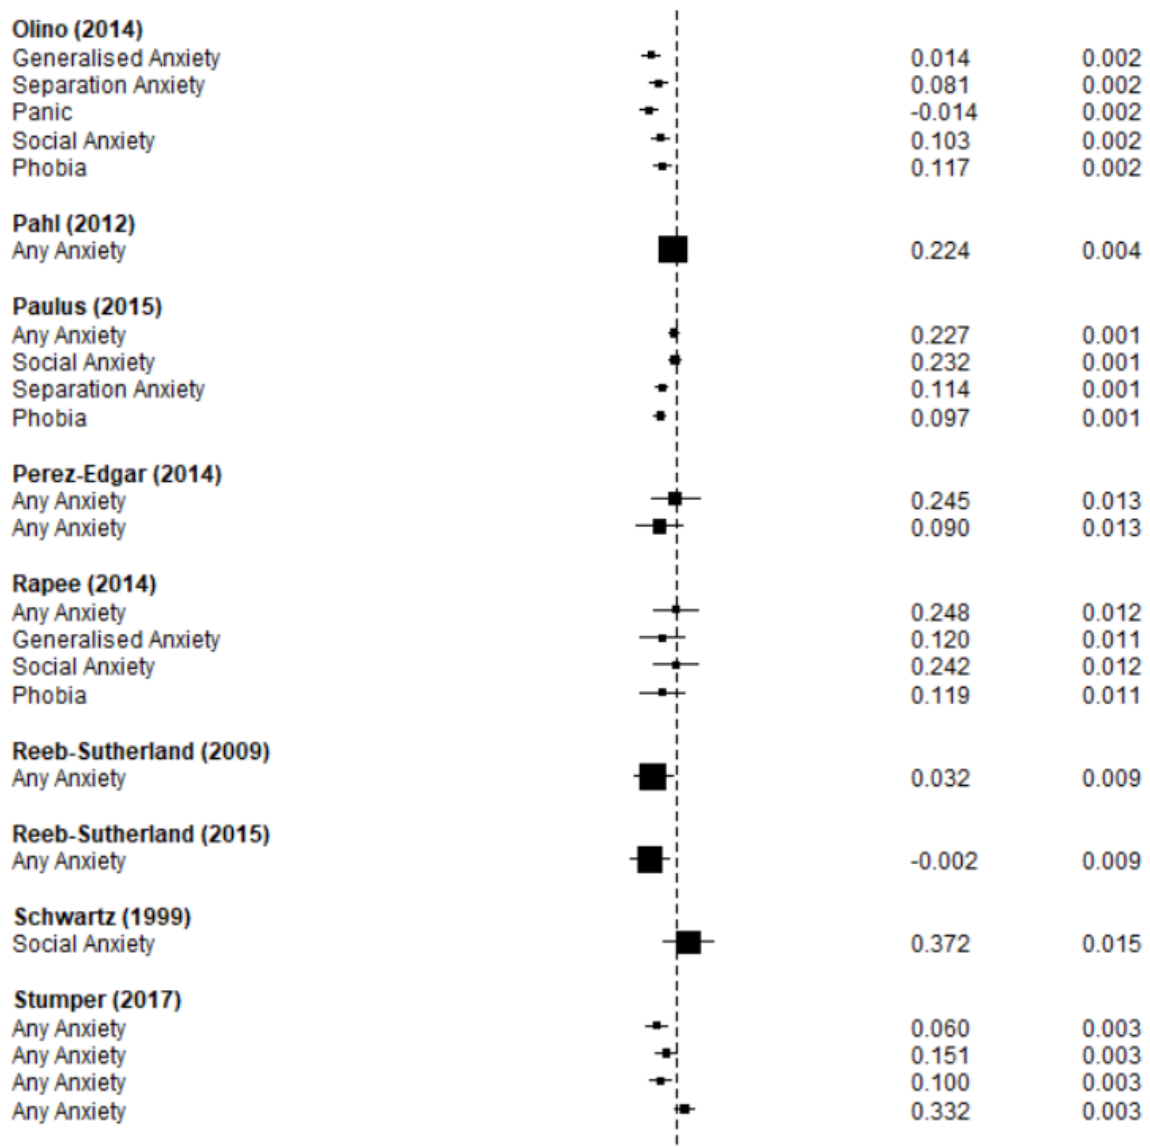 Olino (2014)
Generalised Anxiety 0.014 0.002
Separation Anxiety 0.081 0.002
Panic -0.014 0.002
Social Anxiety 0.103 0.002
Phobia 0.117 0.002
Pahl (2012)
Any Anxiety 0.224 0.004
Paulus (2015)
Any Anxiety 0.227 0.001
Social Anxiety 0.232 0.001
Separation Anxiety 0.114 0.001
Phobia 0.097 0.001
Perez-Edgar (2014)
Any Anxiety 0.245 0.013
Any Anxiety 0.090 0.013
Rapee (2014)
Any Anxiety 0.248 0.012
Generalised Anxiety 0.120 0.011
Social Anxiety 0.242 0.012
Phobia 0.119 0.011
Reeb-Sutherland (2009)
Any Anxiety 0.032 0.009
Reeb-Sutherland (2015)
Any Anxiety -0.002 0.009
Schwartz (1999)
Social Anxiety 0.372 0.015
Stumper (2017)
Any Anxiety 0.060 0.003
Any Anxiety 0.151 0.003
Any Anxiety 0.100 0.003
Any Anxiety 0.332 0.003